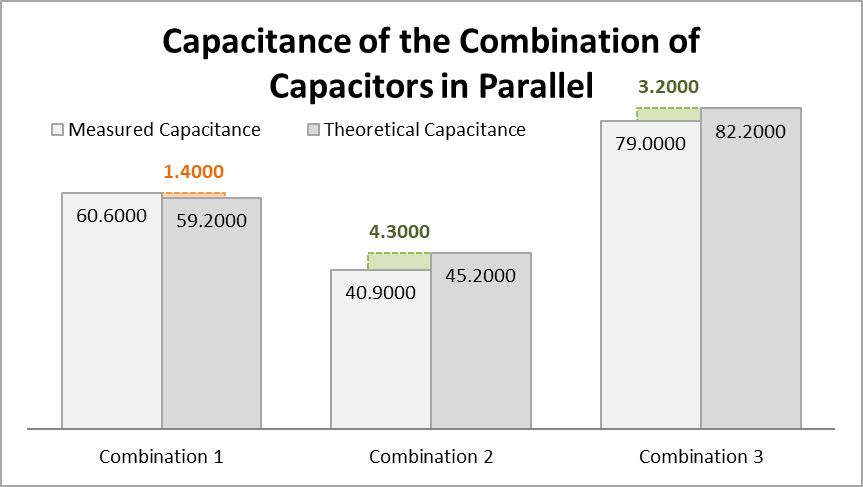 Capacitance of the Combination of
Capacitors in Parallel
Measured Capacitance
Theoretical Capacitance
1.4000
60.6000
59.2000
4.3000
40.9000
45.2000
3.2000
79.0000
82.2000
Combination 1
Combination 2
Combination 3